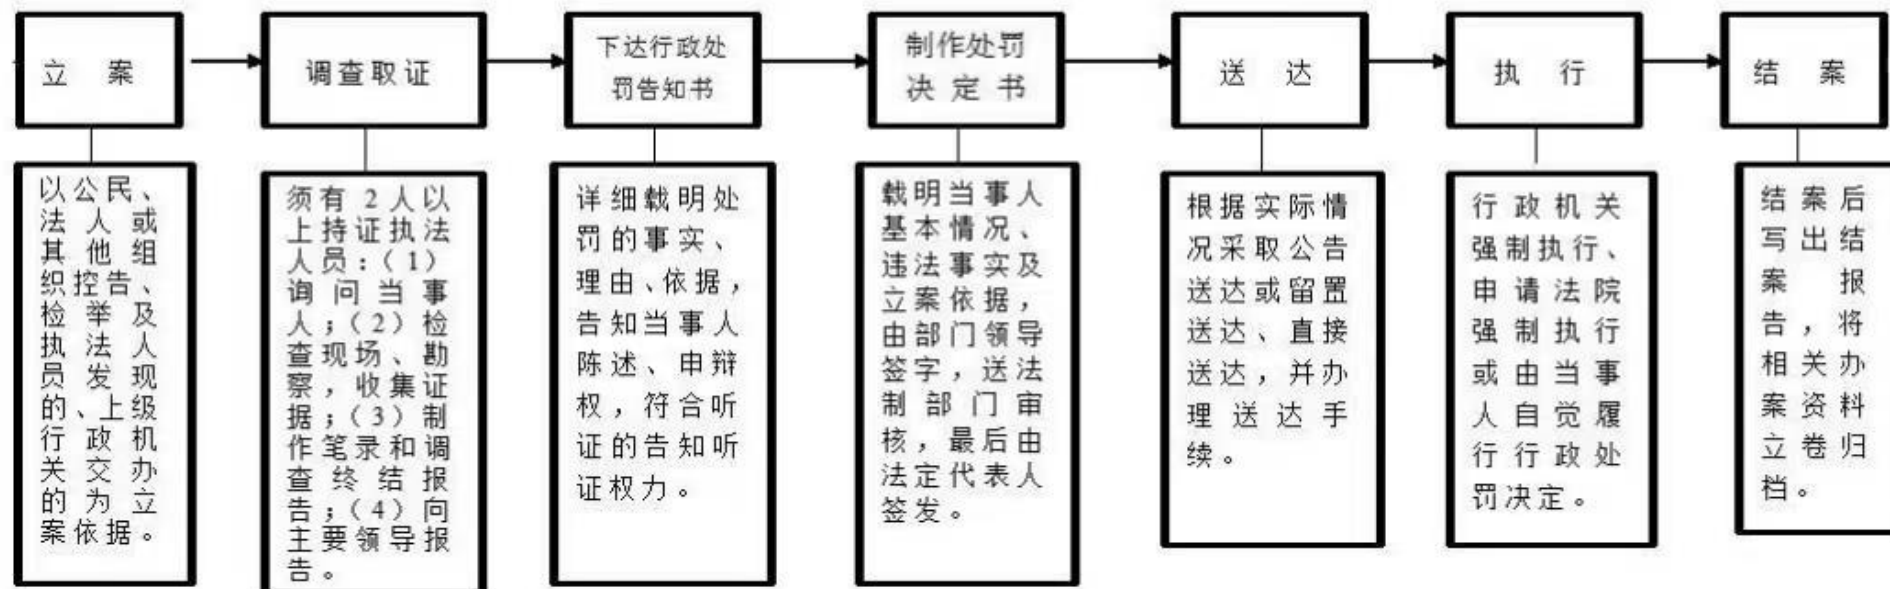 立 案
调查取证
下达行政处
罚告知书
制作处罚
决定书
送 达
执 行
结 案
以公民、
法人或
其他组
织控告、
检举及
执法人
员发现
的、上级
行政机
关交办
的为立
案依据。
须有2人以
上持证执法
人员：（1）
询问当事
人；（2）检
查现场、勘
察，收集证
据；（3）制
作笔录和调
查终结报
告；（4）向
主要领导报
告。
详细载明处
罚的事实、
理由、依据，
告知当事人
陈述、申辩
权，符合听
证的告知听
证权力。
载明当事人
基本情况、
违法事实及
立案依据，
由部门领导
签字，送法
制部门审
核，最后由
法定代表人
签发。
根据实际情
况采取公告
送达或留置
送达、直接
送达，并办
理送达手
续。
行政机关
强制执行、
申请法院
强制执行
或由当事
人自觉履
行行政处
罚决定。
结案后
写出结
案报
告，将
相关办
案资料
立卷归
档。